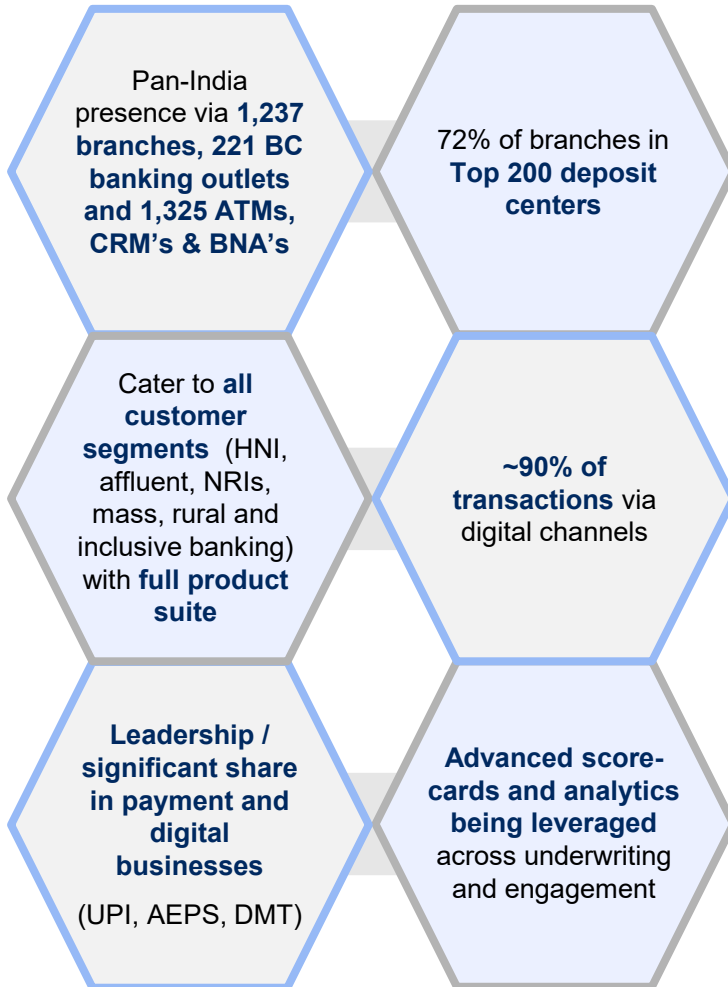 Pan-India
presence via 1,237
branches, 221 BC
banking outlets
and 1,325 ATMs,
CRM's & BNA's
72% of branches in
Top 200 deposit
centers
Cater to all
customer
segments (HNI,
affluent, NRIs,
mass, rural and
inclusive banking)
with full product
suite
~90% of
transactions via
digital channels
Leadership /
significant share
in payment and
digital
businesses
(UPI, AEPS, DMT)
Advanced score-
cards and analytics
being leveraged
across underwriting
and engagement